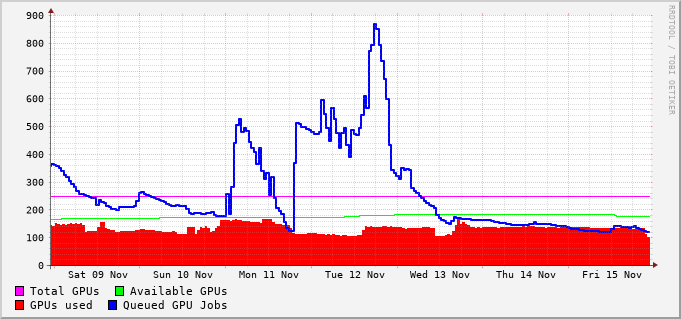 900
800
700
600
500
400
300
200
100
0
Sat 09 Nov Sun 10 Nov Mon 11 Nov Tue 12 Nov Wed 13 Nov Thu 14 Nov Fri 15 Nov
Total GPUs Available GPUs
GPUs used Queued GPU Jobs
RRDTOOL / TOBI OETIKER